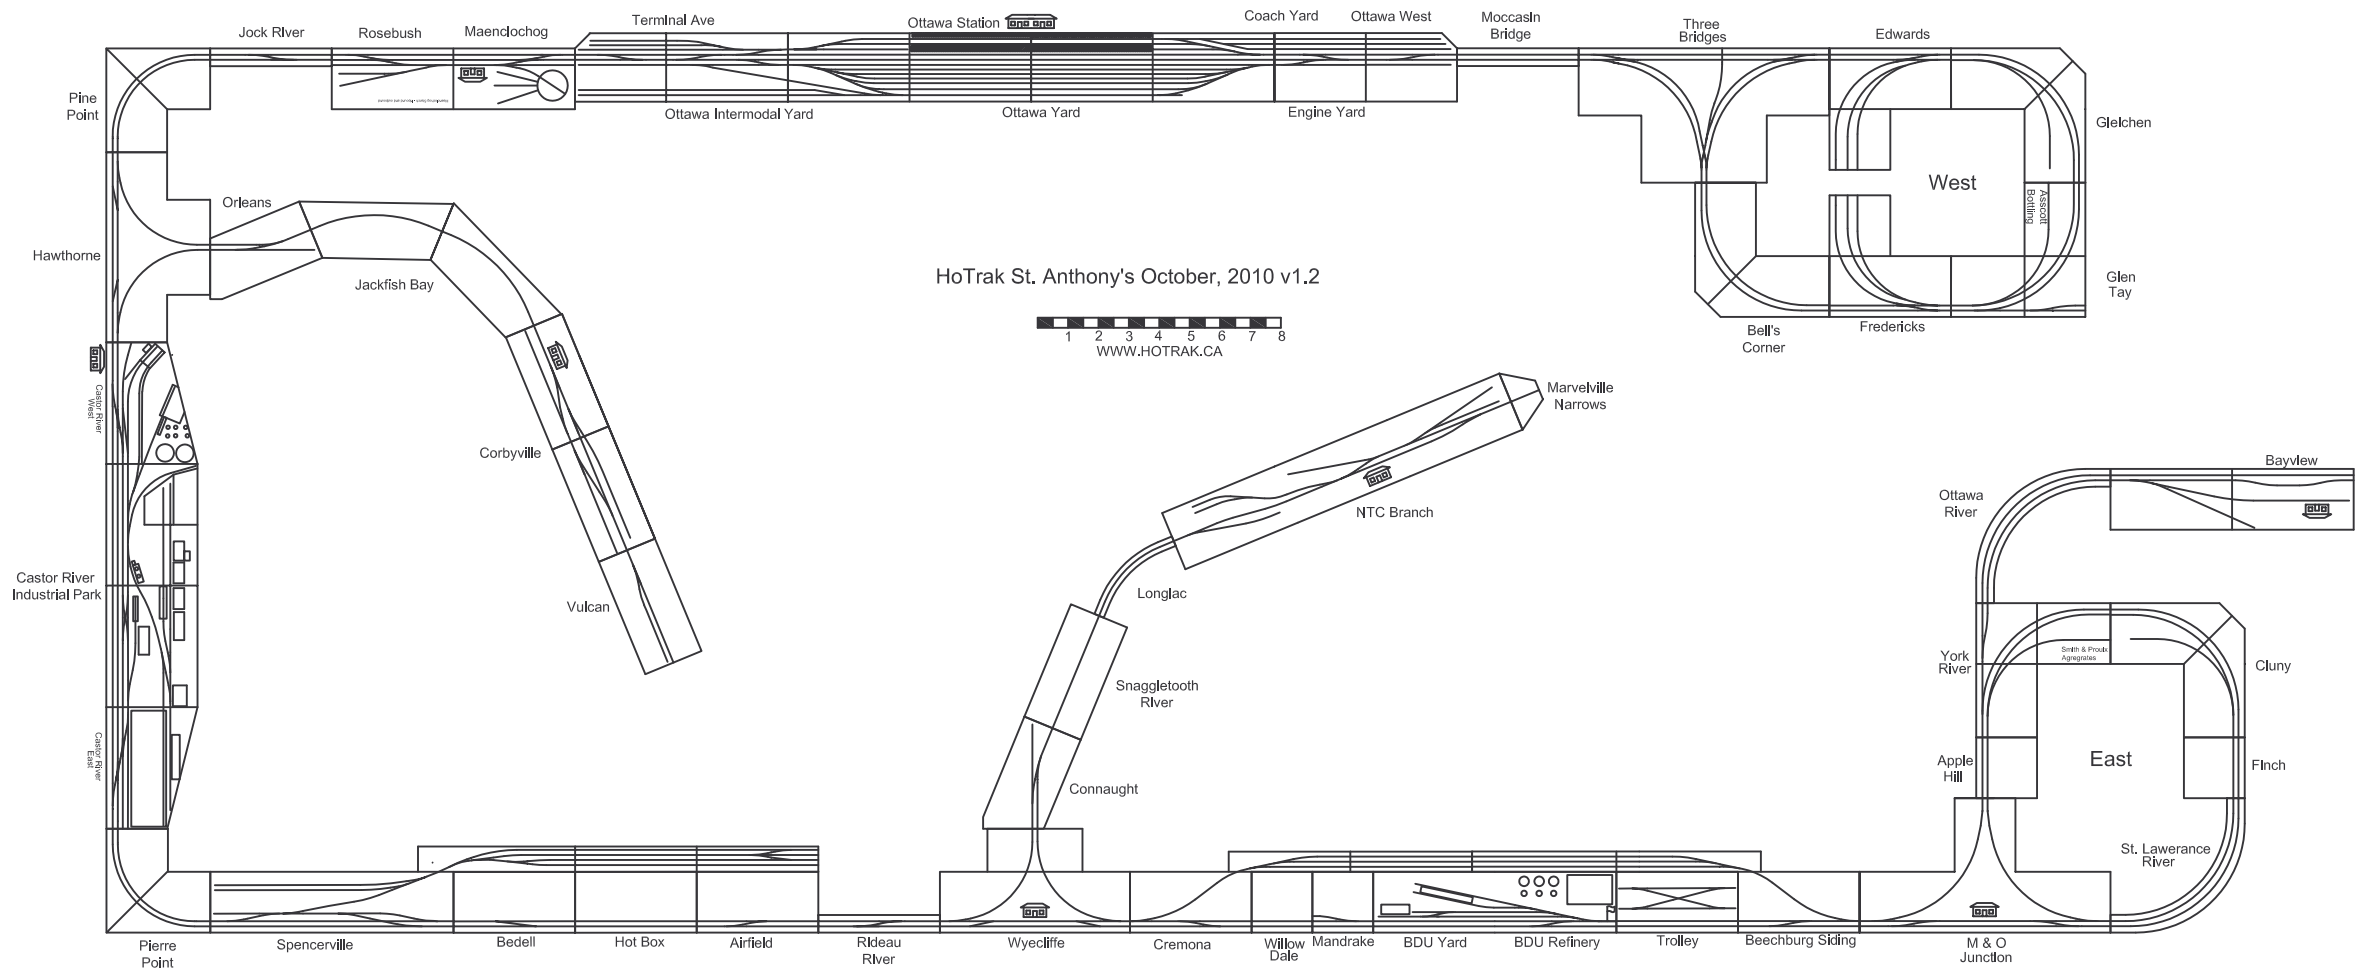 Jock River
Rosebush
Maenclochog
Terminal Ave
Ottawa Station
Coach Yard
Ottawa West
Moccasin
Bridge
Three
Bridges
Edwards
Pine
Point
Ottawa Intermodal Yard
Ottawa Yard
Engine Yard
Gleichen
West
Asscott
Bottling
Orleans
Hawthorne
Jackfish Bay
HoTrak St. Anthony's October, 2010 v1.2
1 2 3 4 5 6 7 8
WWW.HOTRAK.CA
Glen
Tay
Fredericks
Bell's
Corner
Castor River
West
Marvelville
Narrows
Corbyville
NTC Branch
Bayview
Ottawa
River
Castor River
Industrial Park
Vulcan
Longlac
Snaggletooth
River
York
River
Smith & Proulx
Agregrates
Cluny
Castor River
East
Connaught
Apple
Hill
East
Finch
St. Lawerance
River
Pierre
Point
Spencerville
Bedell
Hot Box
Airfield
Rideau
River
Wyecliffe
Cremona
Willow
Dale
Mandrake
BDU Yard
BDU Refinery
Trolley
Beechburg Siding
M & O
Junction